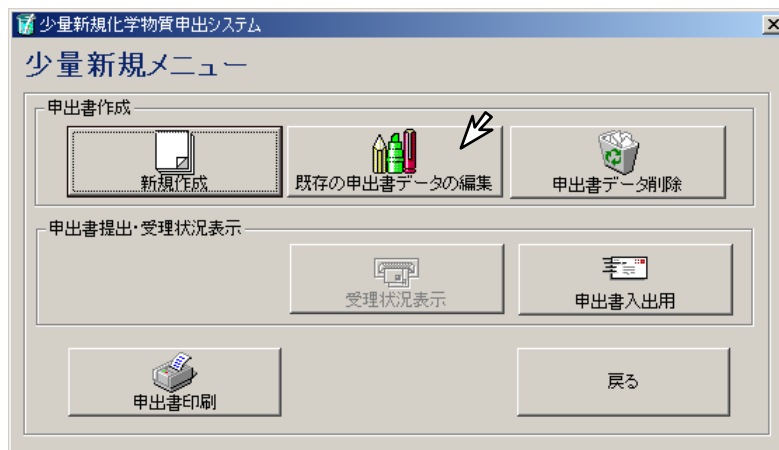 少量新規化学物質申出システム
少量新規メニュー
申出書作成
新規作成
既存の申出書データの編集
申出書データ削除
申出書提出・受理状況表示
受理状況表示
申出書入出用
申出書印刷
戻る